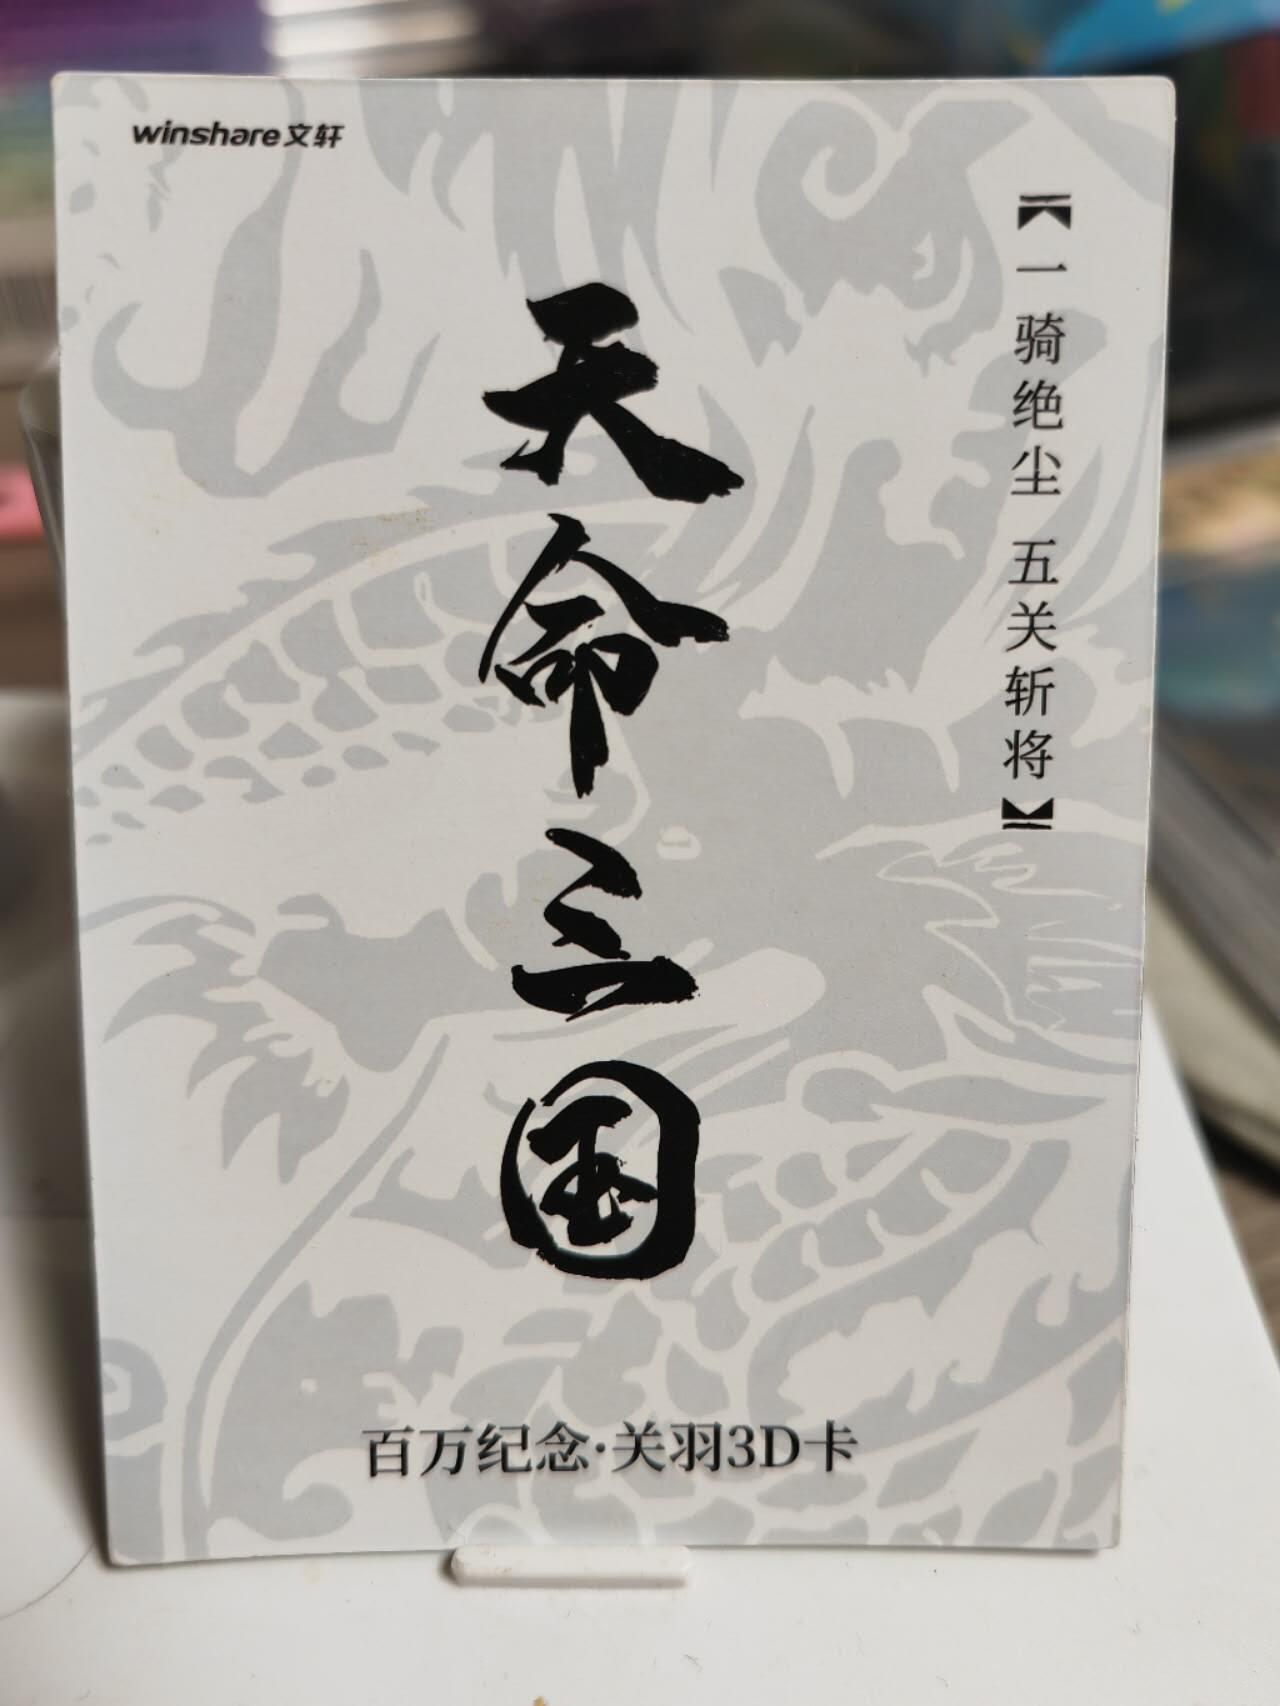 winshare文轩
【一骑绝尘 五关斩将】
天命三国
百万纪念·关羽3D卡